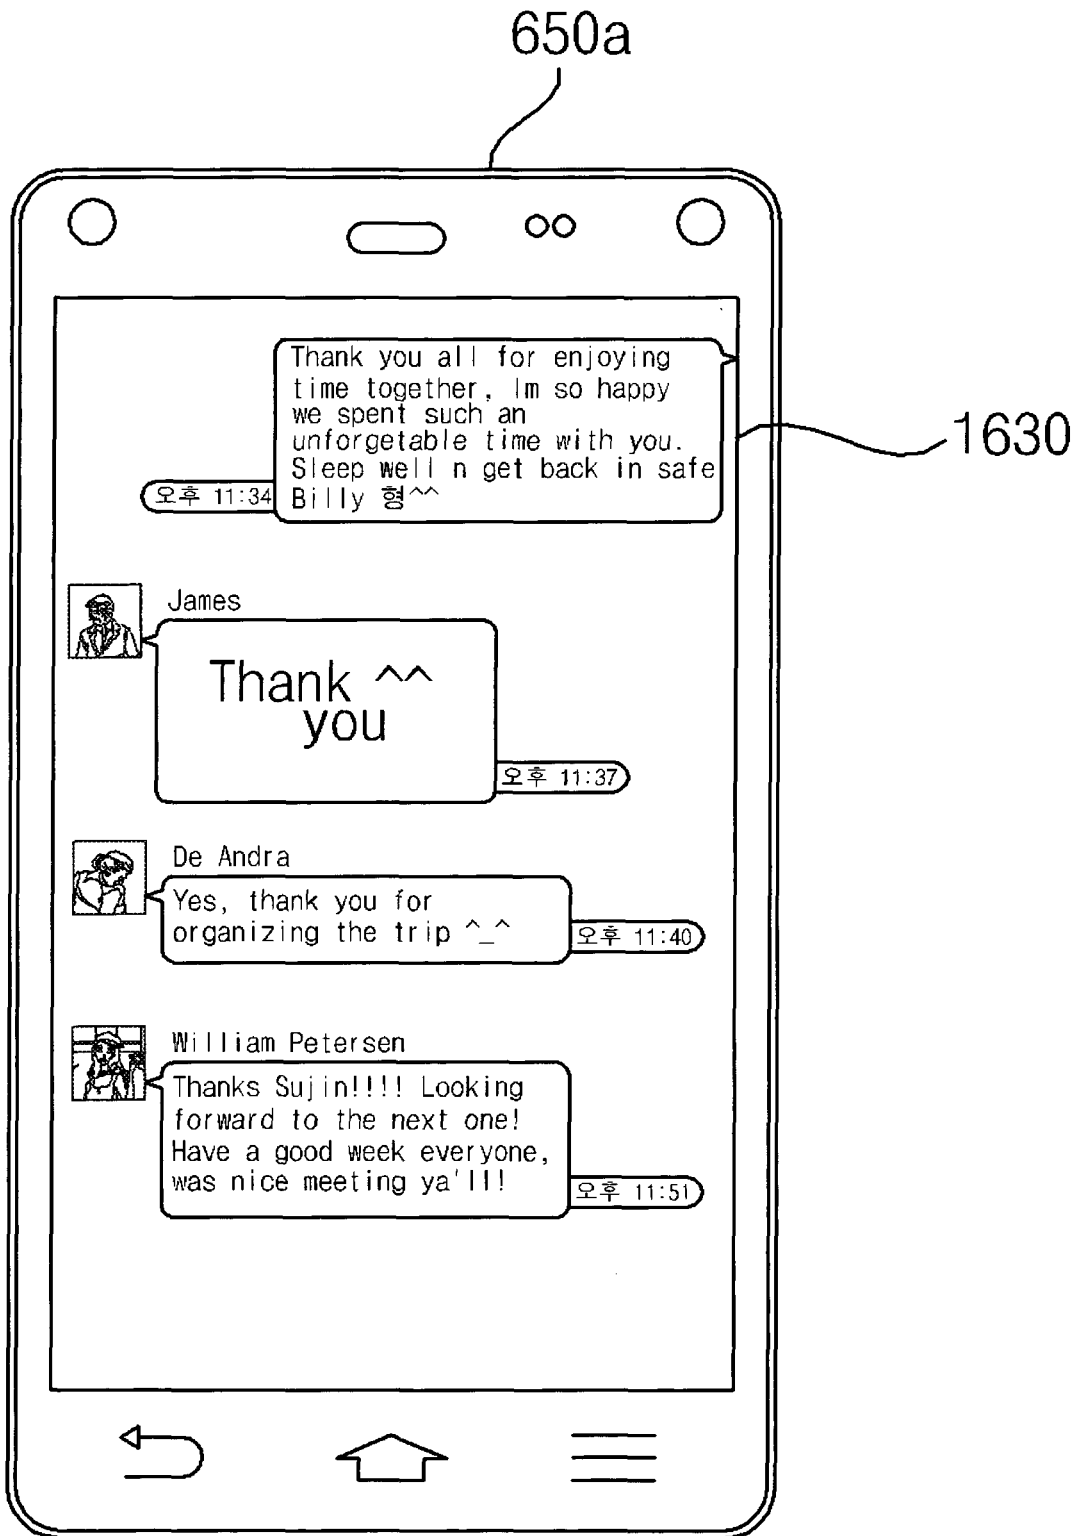 650a
Thank you all for enjoying
time together, Im so happy
we spent such an
unforgetable time with you.
Sleep well n get back in safe
Billy 형^^
오후 11:34
1630
James
Thank ^^
you
오후 11:37
De Andra
Yes, thank you for
organizing the trip ^_^
오후 11:40
William Petersen
Thanks Sujin!!!! Looking
forward to the next one!
Have a good week everyone,
was nice meeting ya'll!
오후 11:51